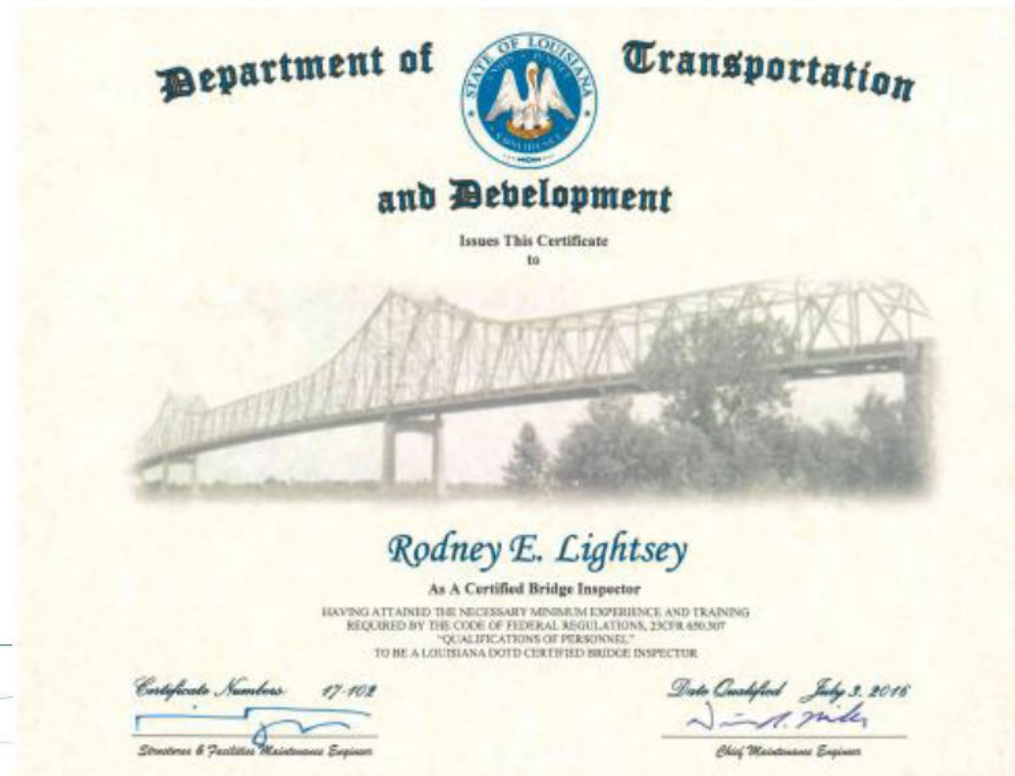 Department of Transportation
STATE OF LOUISIANA
CONFIDENCE
and Development
Issues This Certificate
to
Rodney E. Lightsey
As A Certified Bridge Inspector
HAVING ATTAINED THE NECESSARY MINIMUM EXPERIENCE AND TRAINING
REQUIRED BY THE CODE OF FEDERAL REGULATIONS, 23CFR 650.307
"QUALIFICATIONS OF PERSONNEL"
TO BE A LOUISIANA DOTD CERTIFIED BRIDGE INSPECTOR
Certificate Numbers 17-102
Date Qualified July 3, 2016
Structures & Facilities Maintenance Engineer
Chief Maintenance Engineer